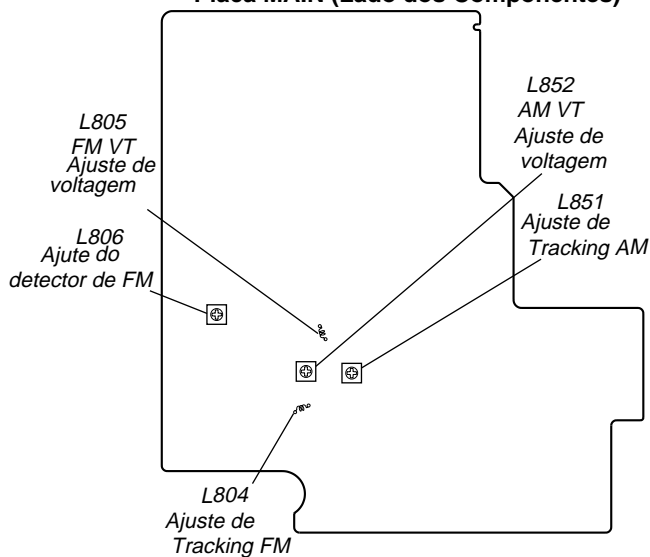 Placa MAIN (Lado dos Componentes)
L805
FM VT
Ajuste de
voltagem
L806
Ajute do
detector de FM
L852
AM VT
Ajuste de
voltagem
L851
Ajuste de
Tracking AM
L804
Ajuste de
Tracking FM